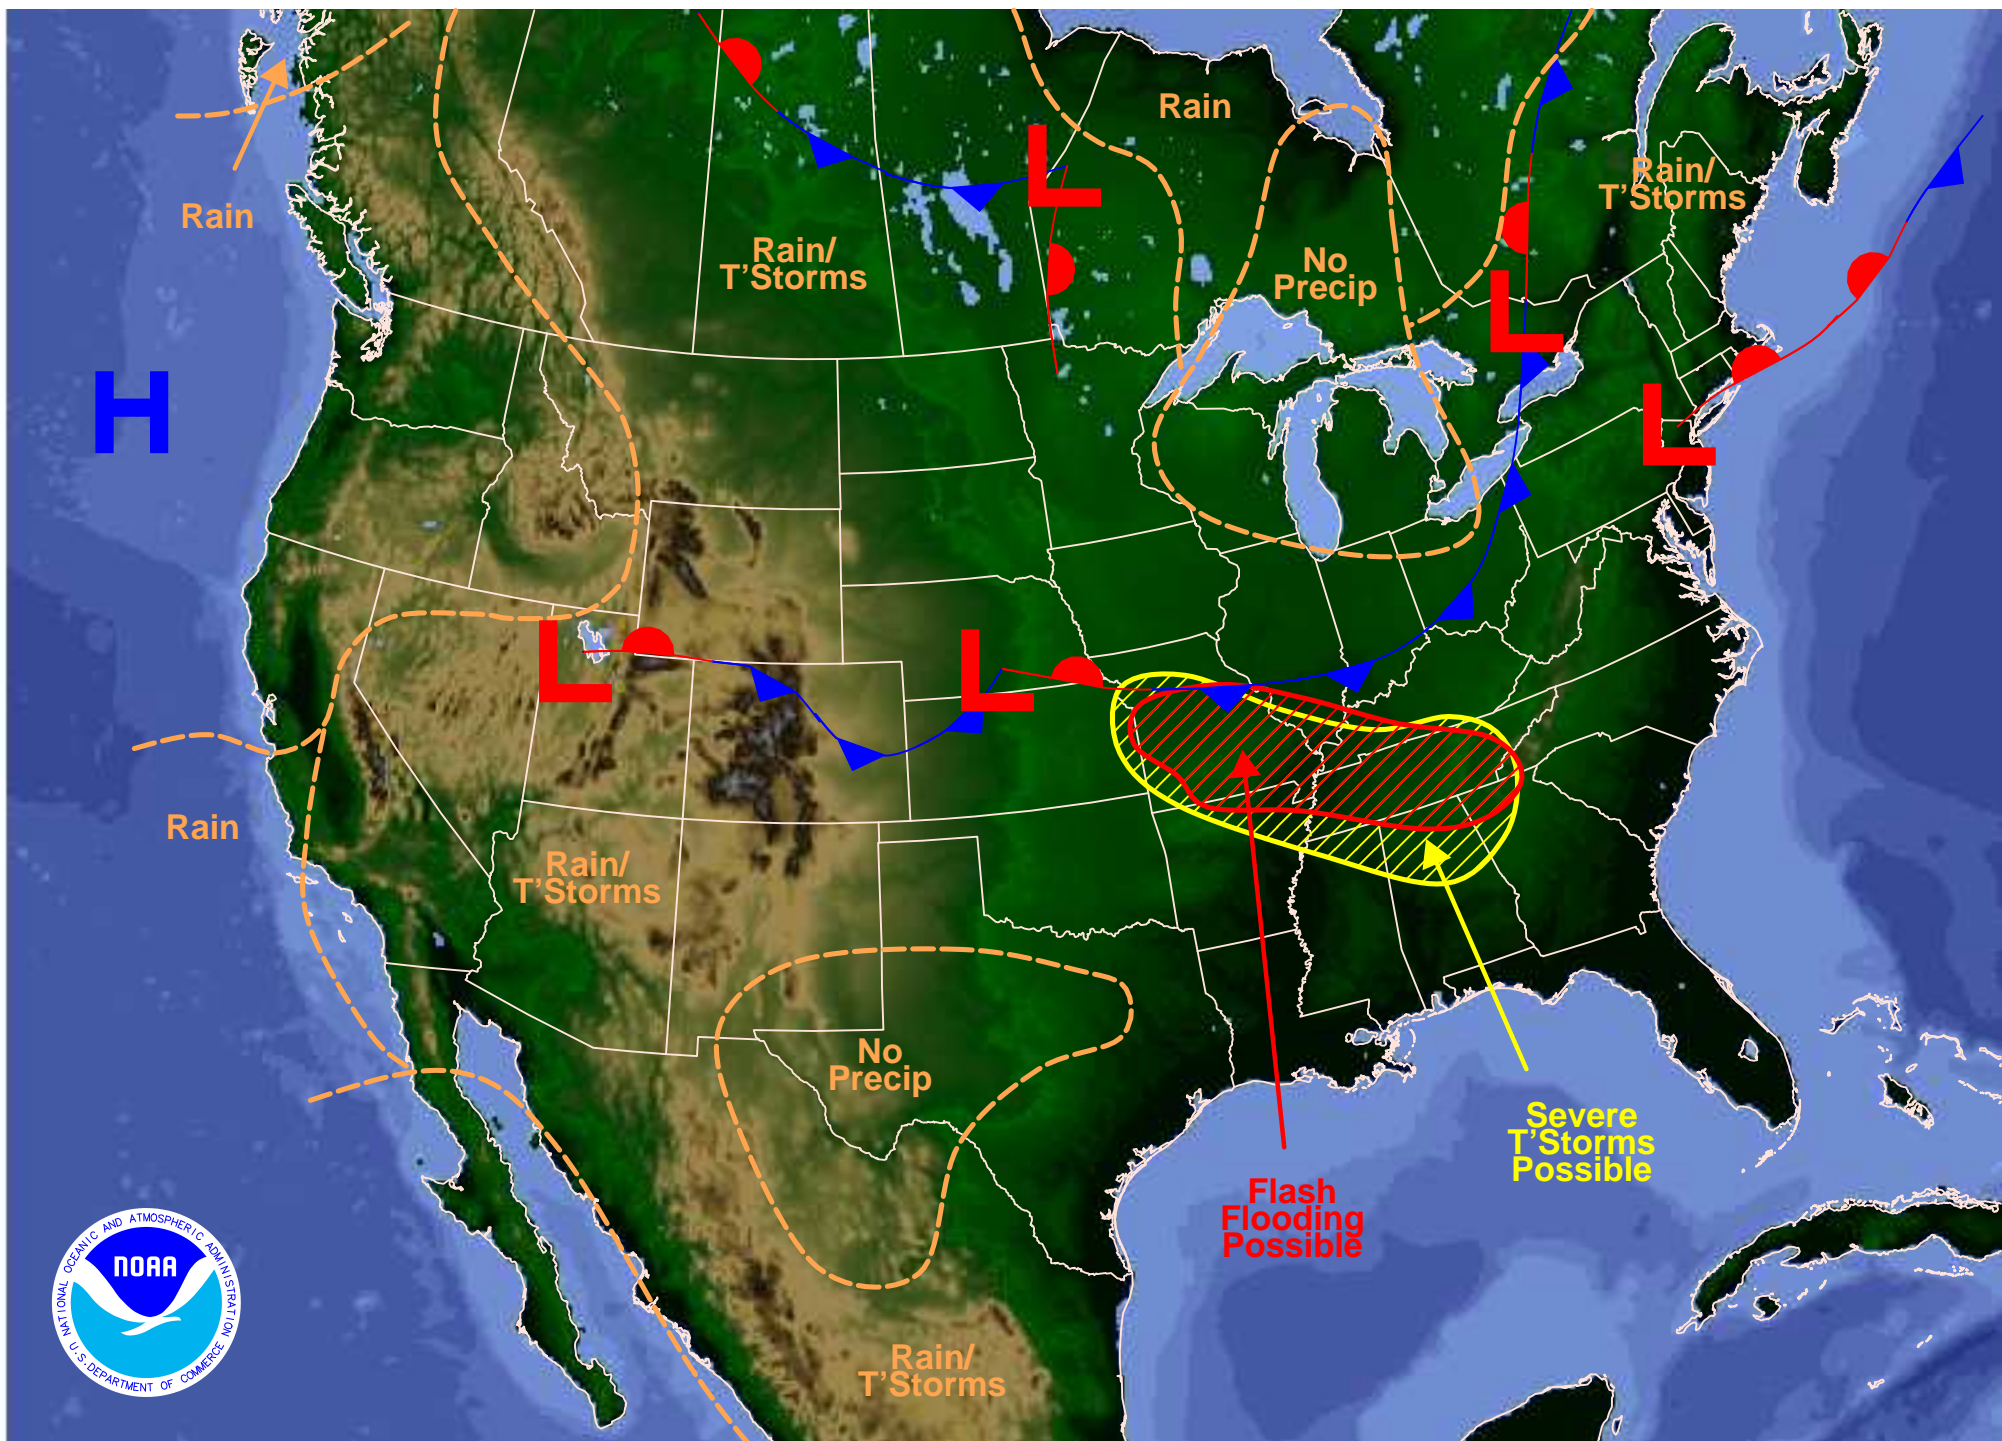 Rain
Rain
Rain/
T'Storms
L
Rain/
T'Storms
No
Precip
L
H
L
L
L
Rain
Rain/
T'Storms
No
Precip
Severe
T'Storms
Possible
Flash
Flooding
Possible
Rain/
T'Storms
NATIONAL OCEANIC AND ATMOSPHERIC ADMINISTRATION
NOAA
U.S. DEPARTMENT OF COMMERCE